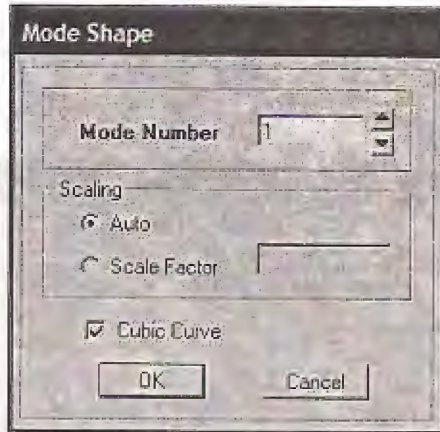 Mode Shape
Mode Number 1
Scaling
Auto
Scale Factor
Cubic Curve
OK Cancel